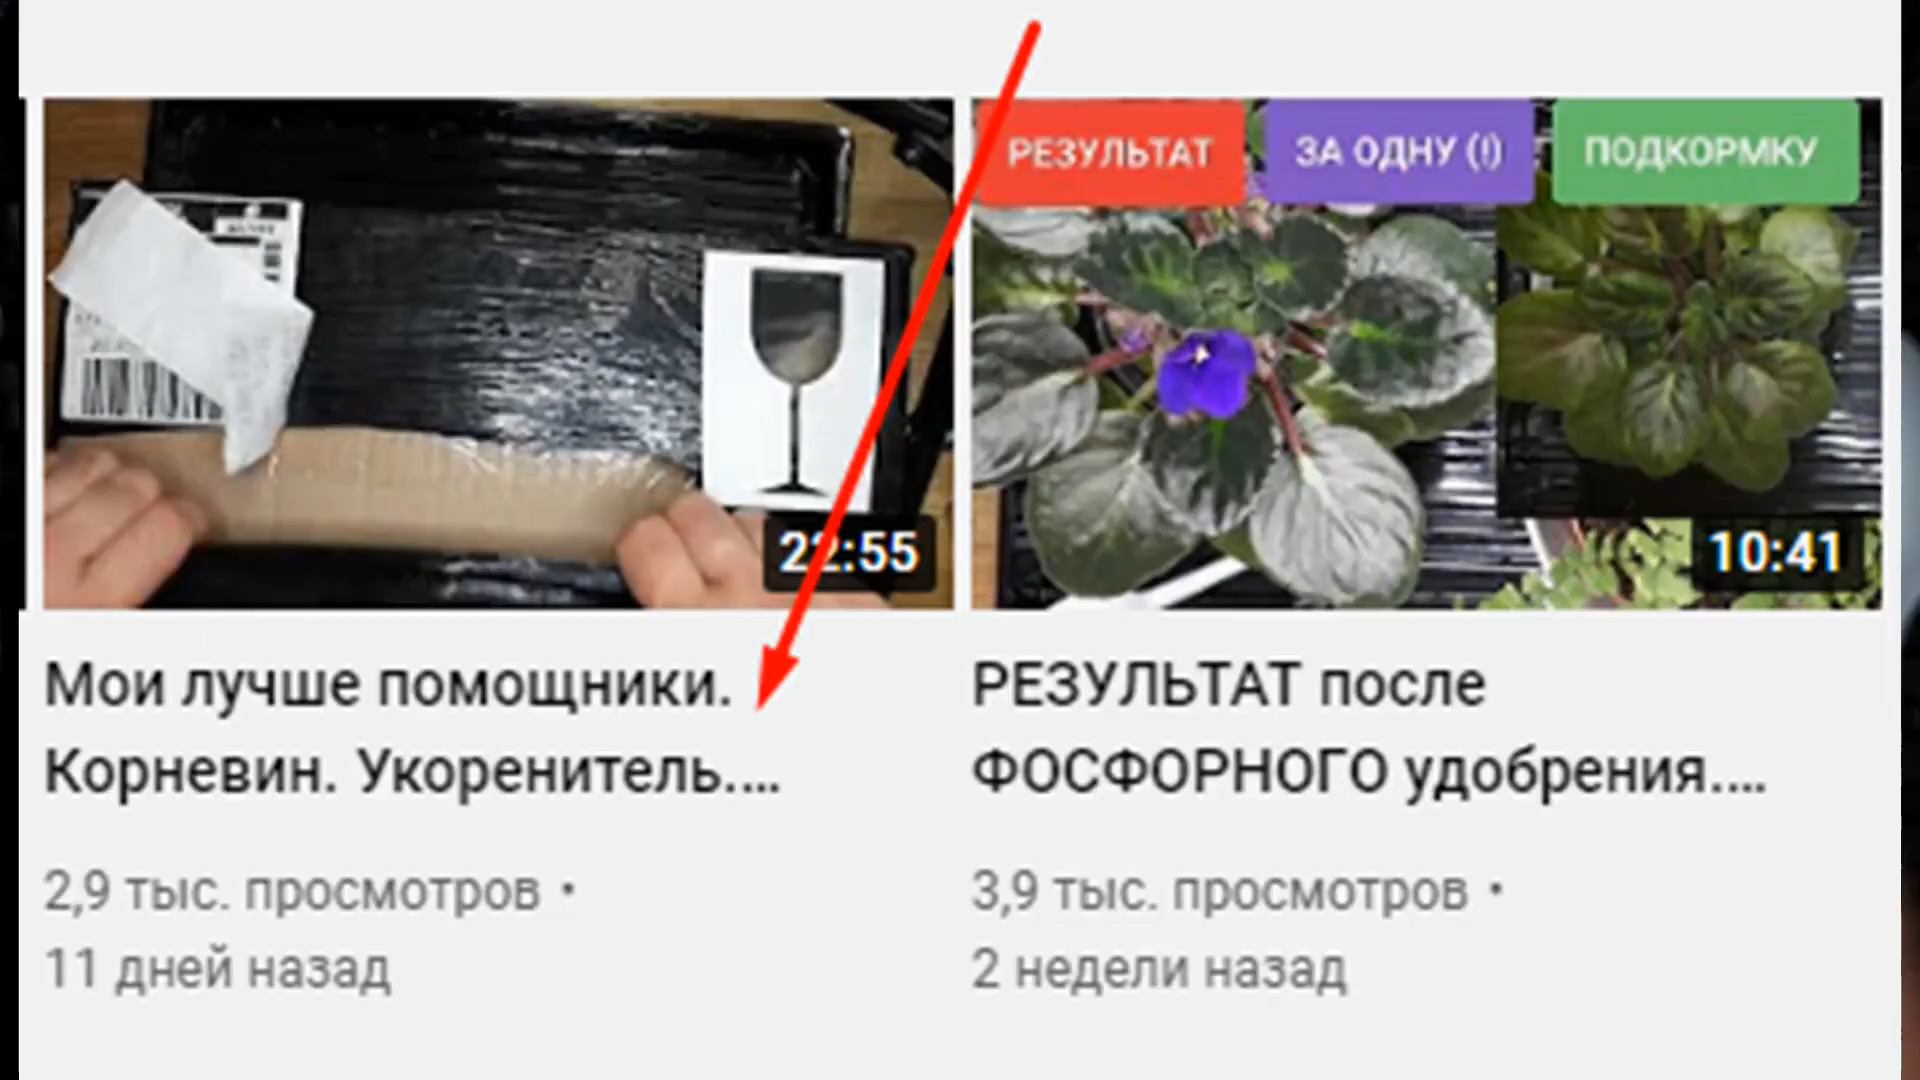 РЕЗУЛЬТАТ
ЗА ОДНУ (!)
ПОДКОРМКУ
22:55
10:41
Мои лучше помощники.
Корневин. Укоренитель....
2,9 тыс. просмотров •
11 дней назад
РЕЗУЛЬТАТ после
ФОСФОРНОГО удобрения....
3,9 тыс. просмотров •
2 недели назад